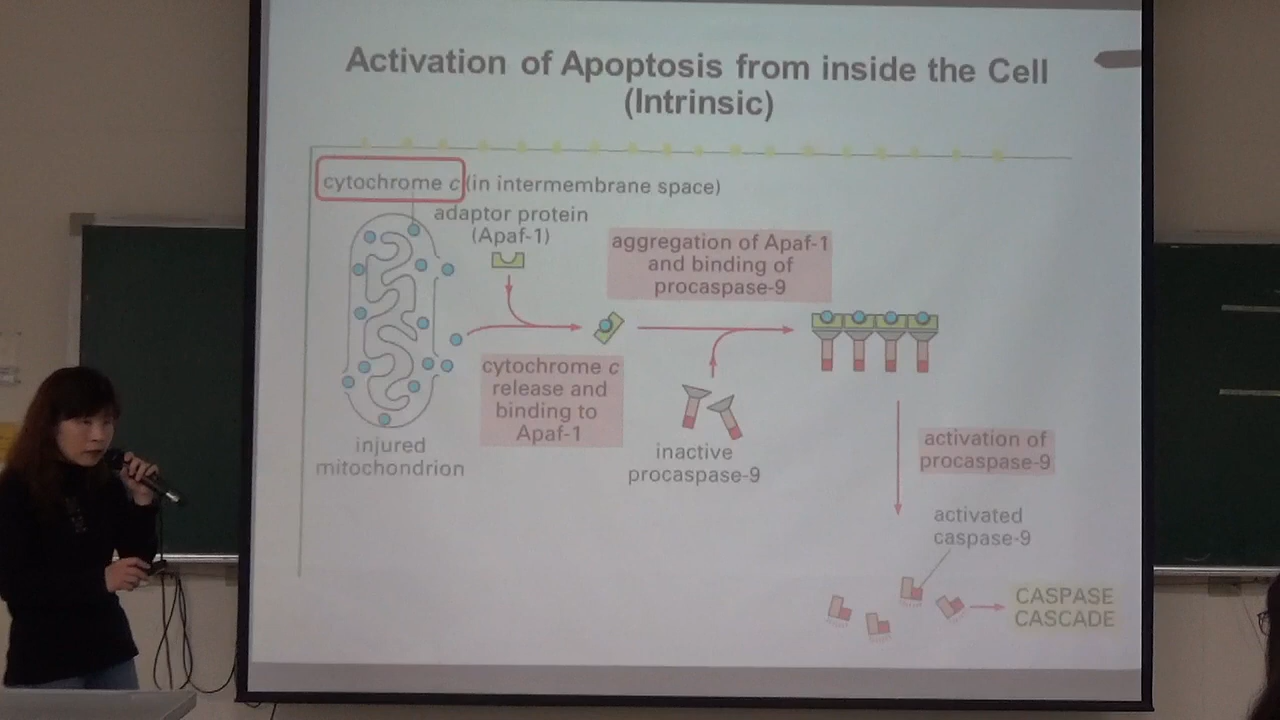 Activation of Apoptosis from inside the Cell
(Intrinsic)
cytochrome c (in intermembrane space)
adaptor protein
(Apaf-1)
aggregation of Apaf-1
and binding of
procaspase-9
cytochrome c
release and
binding to
Apaf-1
injured
mitochondrion
inactive
procaspase-9
activation of
procaspase-9
activated
caspase-9
CASPASE
CASCADE